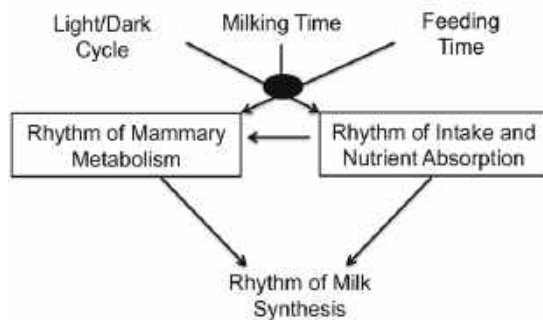 Light/Dark
Cycle
Milking Time
Feeding
Time
Rhythm of Mammary
Metabolism
Rhythm of Intake and
Nutrient Absorption
Rhythm of Milk
Synthesis